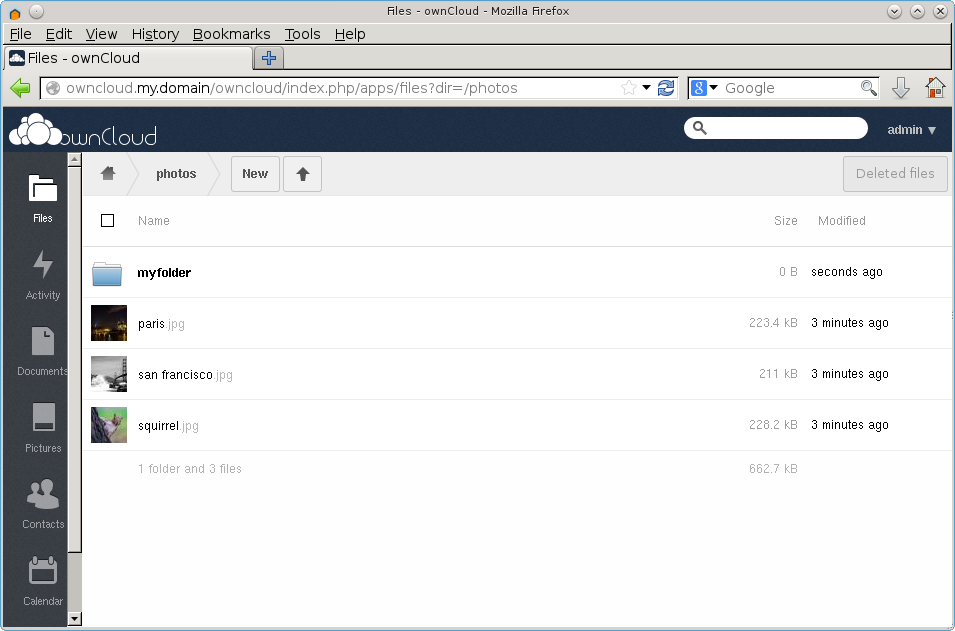 Files - ownCloud - Mozilla Firefox
File Edit View History Bookmarks Tools Help
Files - ownCloud
owncloud.my.domain/owncloud/index.php/apps/files?dir=/photos
8 Google
ownCloud
admin ▼
photos New Deleted files
Files
Activity
Documents
Pictures
Contacts
Calendar
Name Size Modified
myfolder 0 B seconds ago
paris.jpg 223.4 kB 3 minutes ago
san francisco.jpg 211 kB 3 minutes ago
squirrel.jpg 228.2 kB 3 minutes ago
1 folder and 3 files 662.7 kB